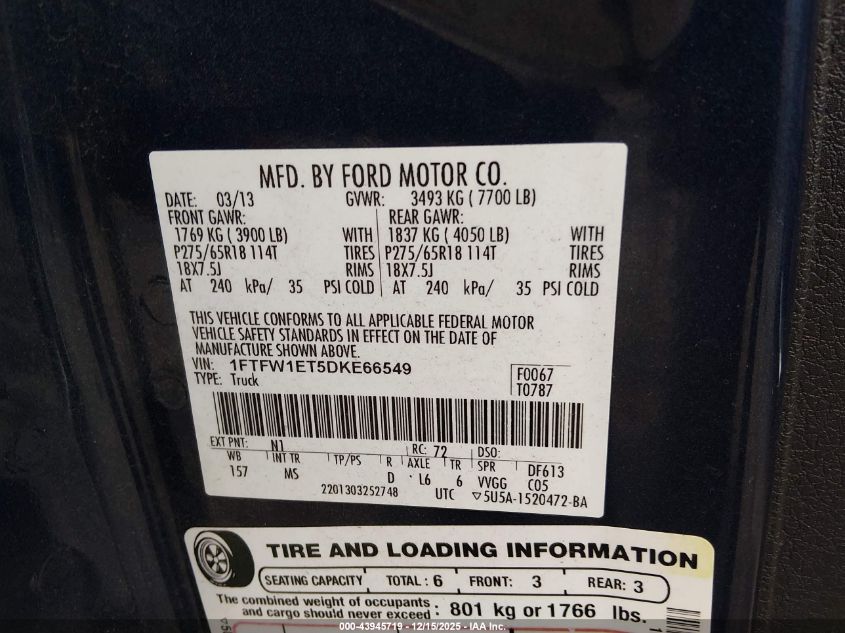 MFD. BY FORD MOTOR CO.
DATE: 03/13 GVWR: 3493 KG ( 7700 LB)
FRONT GAWR: REAR GAWR:
1769 KG ( 3900 LB) WITH 1837 KG ( 4050 LB) WITH
P275/65R18 114T TIRES P275/65R18 114T TIRES
18X7.5J RIMS 18X7.5J RIMS
AT 240 kPa/ 35 PSI COLD AT 240 kPa/ 35 PSI COLD
THIS VEHICLE CONFORMS TO ALL APPLICABLE FEDERAL MOTOR
VEHICLE SAFETY STANDARDS IN EFFECT ON THE DATE OF
MANUFACTURE SHOWN ABOVE.
VIN: 1FTFW1ET5DKE66549 F0067
TYPE: Truck T0787
EXT PNT: N1 RC: 72 DSO:
WB INT TR TP/PS R AXLE TR SPR DF613
157 MS D L6 6 VVGG C05
2201303252748 UTC ▽5U5A-1520472-BA
TIRE AND LOADING INFORMATION
SEATING CAPACITY TOTAL : 6 FRONT: 3 REAR: 3
The combined weight of occupants
and cargo should never exceed : 801 kg or 1766 lbs.
000-43945719 - 12/15/2025 - IAA Inc.